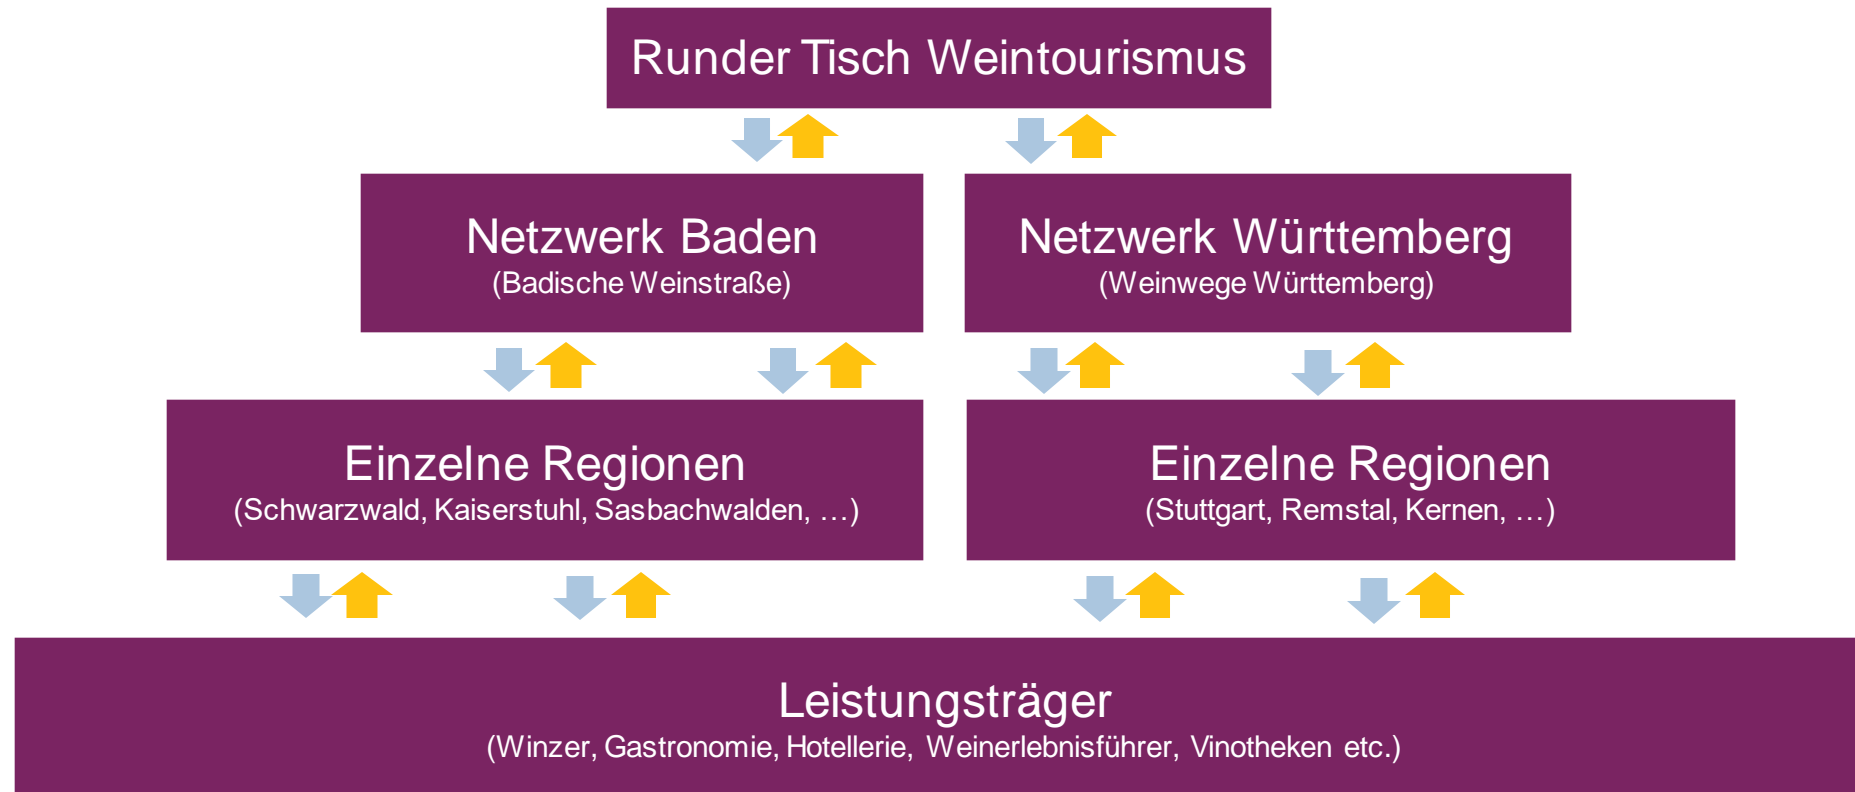 Runder Tisch Weintourismus
Netzwerk Baden
(Badische Weinstraße)
Netzwerk Württemberg
(Weinwege Württemberg)
Einzelne Regionen
(Schwarzwald, Kaiserstuhl, Sasbachwalden, …)
Einzelne Regionen
(Stuttgart, Remstal, Kernen, …)
Leistungsträger
(Winzer, Gastronomie, Hotellerie, Weinerlebnisführer, Vinotheken etc.)